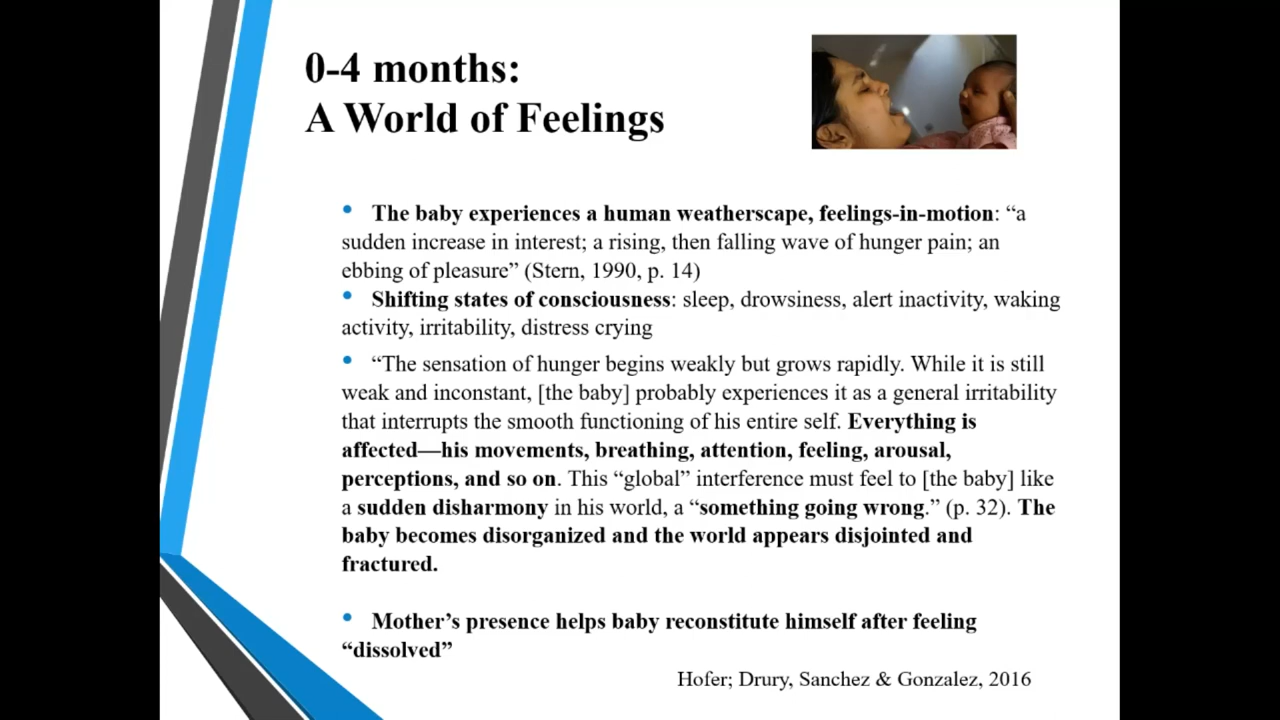 0-4 months:
A World of Feelings
• The baby experiences a human weatherscape, feelings-in-motion: “a
sudden increase in interest; a rising, then falling wave of hunger pain; an
ebbing of pleasure” (Stern, 1990, p. 14)
• Shifting states of consciousness: sleep, drowsiness, alert inactivity, waking
activity, irritability, distress crying
• “The sensation of hunger begins weakly but grows rapidly. While it is still
weak and inconstant, [the baby] probably experiences it as a general irritability
that interrupts the smooth functioning of his entire self. Everything is
affected—his movements, breathing, attention, feeling, arousal,
perceptions, and so on. This “global” interference must feel to [the baby] like
a sudden disharmony in his world, a “something going wrong.” (p. 32). The
baby becomes disorganized and the world appears disjointed and
fractured.
• Mother’s presence helps baby reconstitute himself after feeling
“dissolved”
Hofer; Drury, Sanchez & Gonzalez, 2016